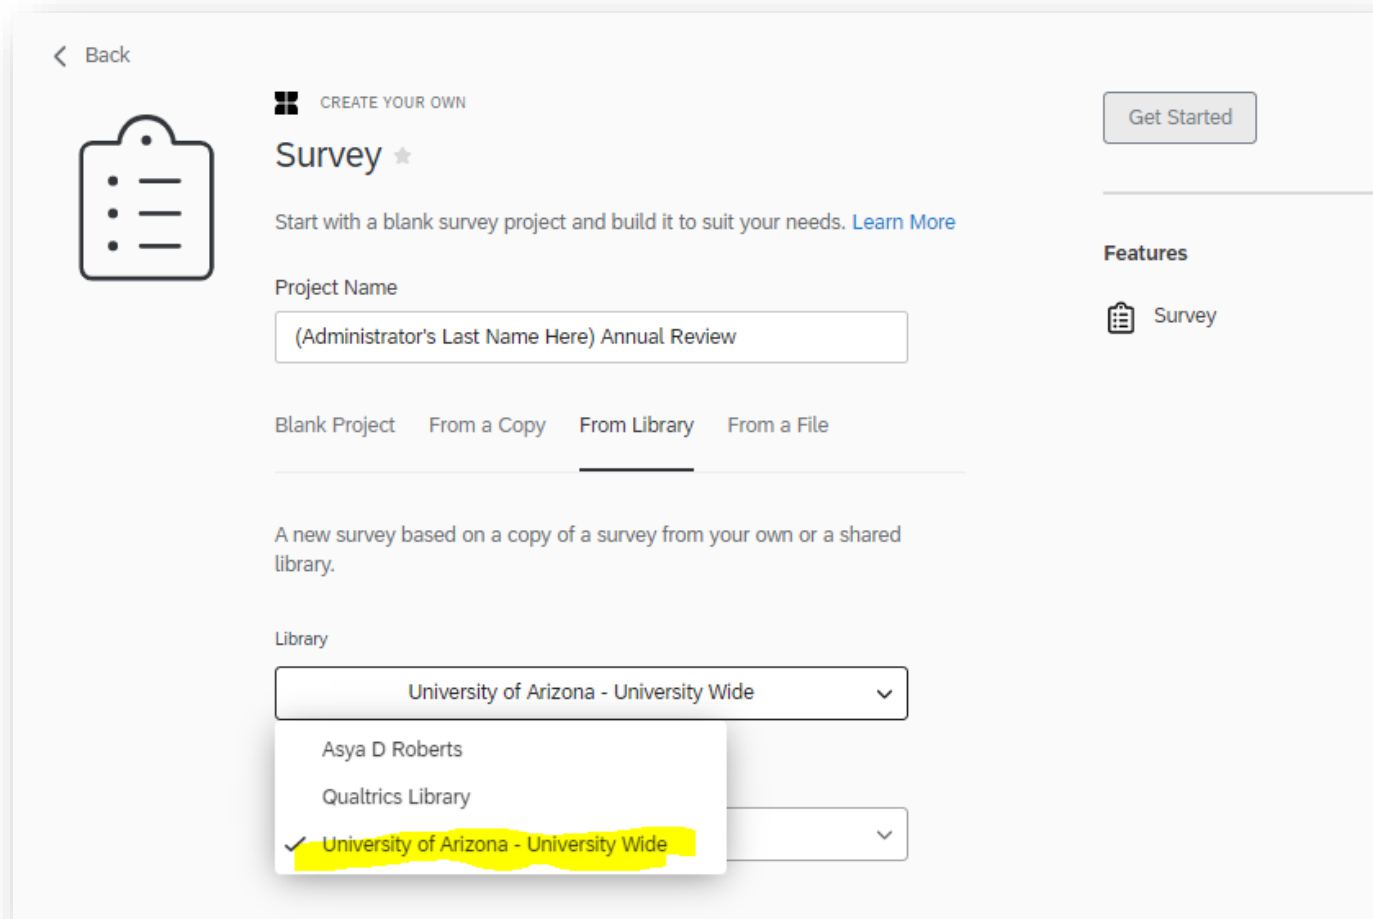 Back
CREATE YOUR OWN
Get Started
Survey
Start with a blank survey project and build it to suit your needs. Learn More
Features
Project Name
Survey
(Administrator's Last Name Here) Annual Review
Blank Project From a Copy From Library From a File
A new survey based on a copy of a survey from your own or a shared
library.
Library
University of Arizona - University Wide
Asya D Roberts
Qualtrics Library
University of Arizona - University Wide